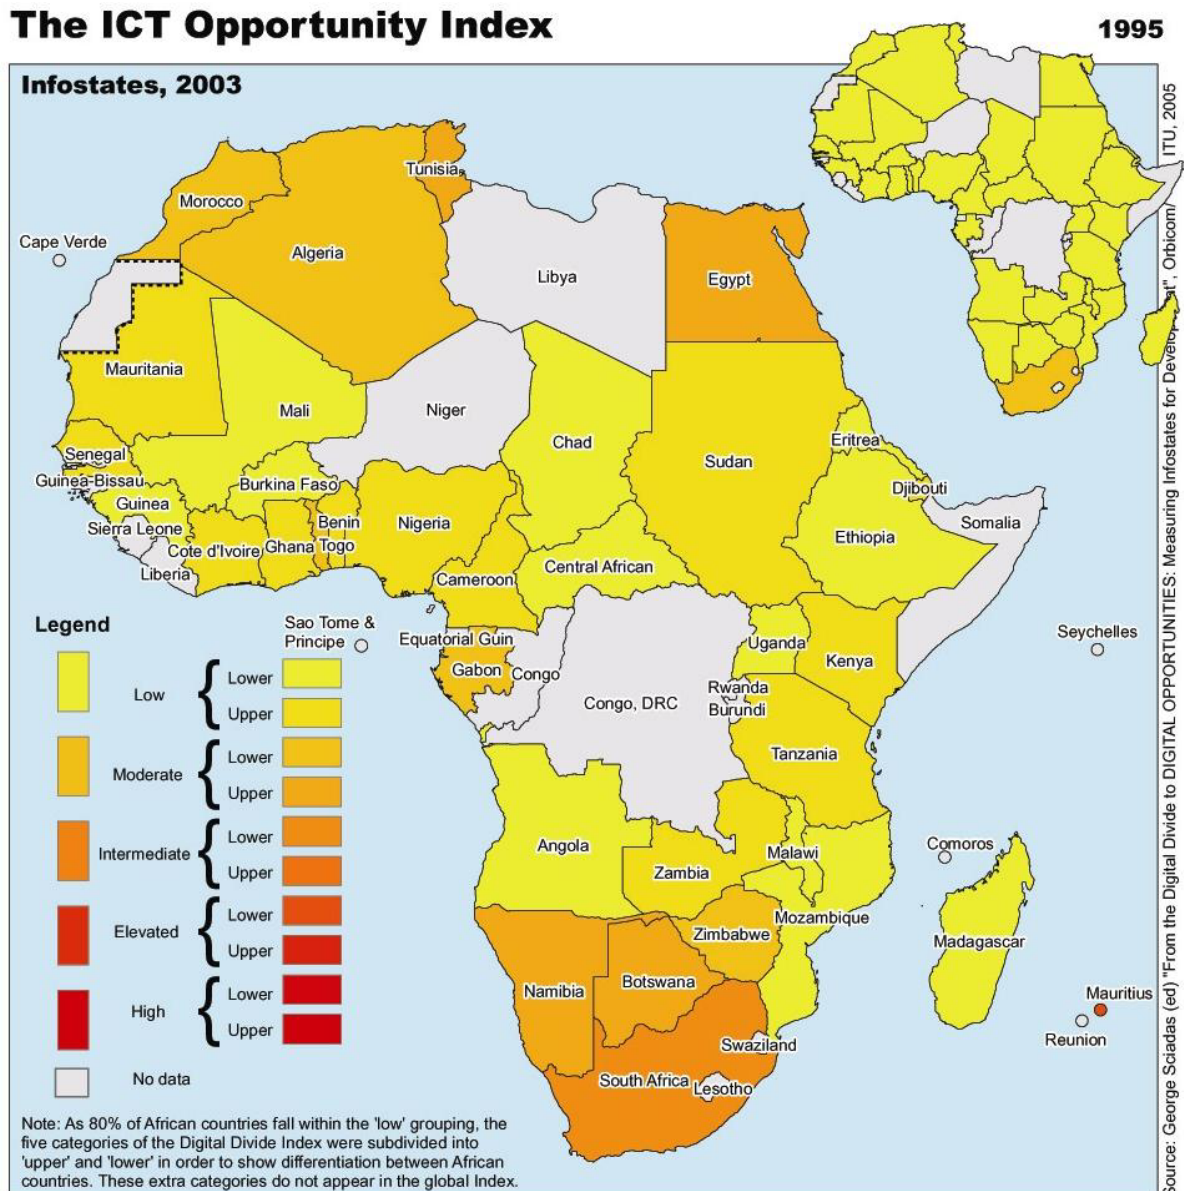 The ICT Opportunity Index
1995
Infostates, 2003
Tunisia
Morocco
Cape Verde
Algeria
Libya
Egypt
Mauritania
Mali
Niger
Chad
Sudan
Eritrea
Senegal
Guinea-Bissau
Burkina Faso
Djibouti
Guinea
Sierra Leone
Benin
Nigeria
Somalia
Ethiopia
Cote d'Ivoire
Ghana
Togo
Liberia
Central African
Cameroon
Equatorial Guin
Gabon
Congo
Uganda
Kenya
Seychelles
Rwanda
Burundi
Congo, DRC
Tanzania
Angola
Malawi
Comoros
Zambia
Mozambique
Zimbabwe
Madagascar
Namibia
Botswana
Mauritius
Reunion
Swaziland
South Africa
Lesotho
Sao Tome &
Principe
Legend
Low
Lower
Upper
Moderate
Lower
Upper
Intermediate
Lower
Upper
Elevated
Lower
Upper
High
Lower
Upper
No data
Note: As 80% of African countries fall within the 'low' grouping, the
five categories of the Digital Divide Index were subdivided into
'upper' and 'lower' in order to show differentiation between African
countries. These extra categories do not appear in the global Index.
Source: George Sciadas (ed) "From the Digital Divide to DIGITAL OPPORTUNITIES: Measuring Infostates for", Orbicom/ ITU, 2005